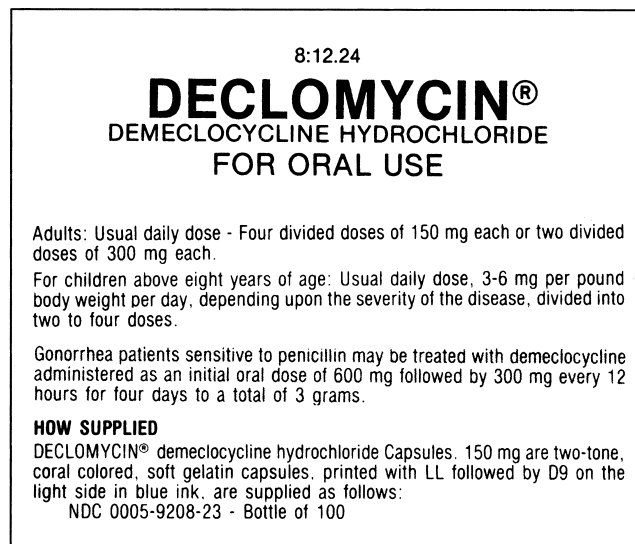 8:12.24
DECLOMYCIN®
DEMECLOCYCLINE HYDROCHLORIDE
FOR ORAL USE
Adults: Usual daily dose - Four divided doses of 150 mg each or two divided
doses of 300 mg each.
For children above eight years of age: Usual daily dose, 3-6 mg per pound
body weight per day, depending upon the severity of the disease, divided into
two to four doses.
Gonorrhea patients sensitive to penicillin may be treated with demeclocycline
administered as an initial oral dose of 600 mg followed by 300 mg every 12
hours for four days to a total of 3 grams.
HOW SUPPLIED
DECLOMYCIN® demeclocycline hydrochloride Capsules. 150 mg are two-tone,
coral colored, soft gelatin capsules, printed with LL followed by D9 on the
light side in blue ink, are supplied as follows:
NDC 0005-9208-23 - Bottle of 100